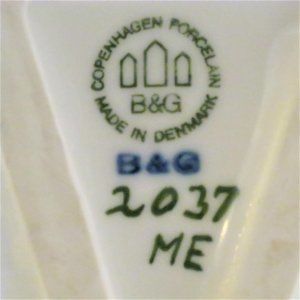 COPENHAGEN PORCELAIN
B&G
MADE IN DENMARK
B&G
2037
ME